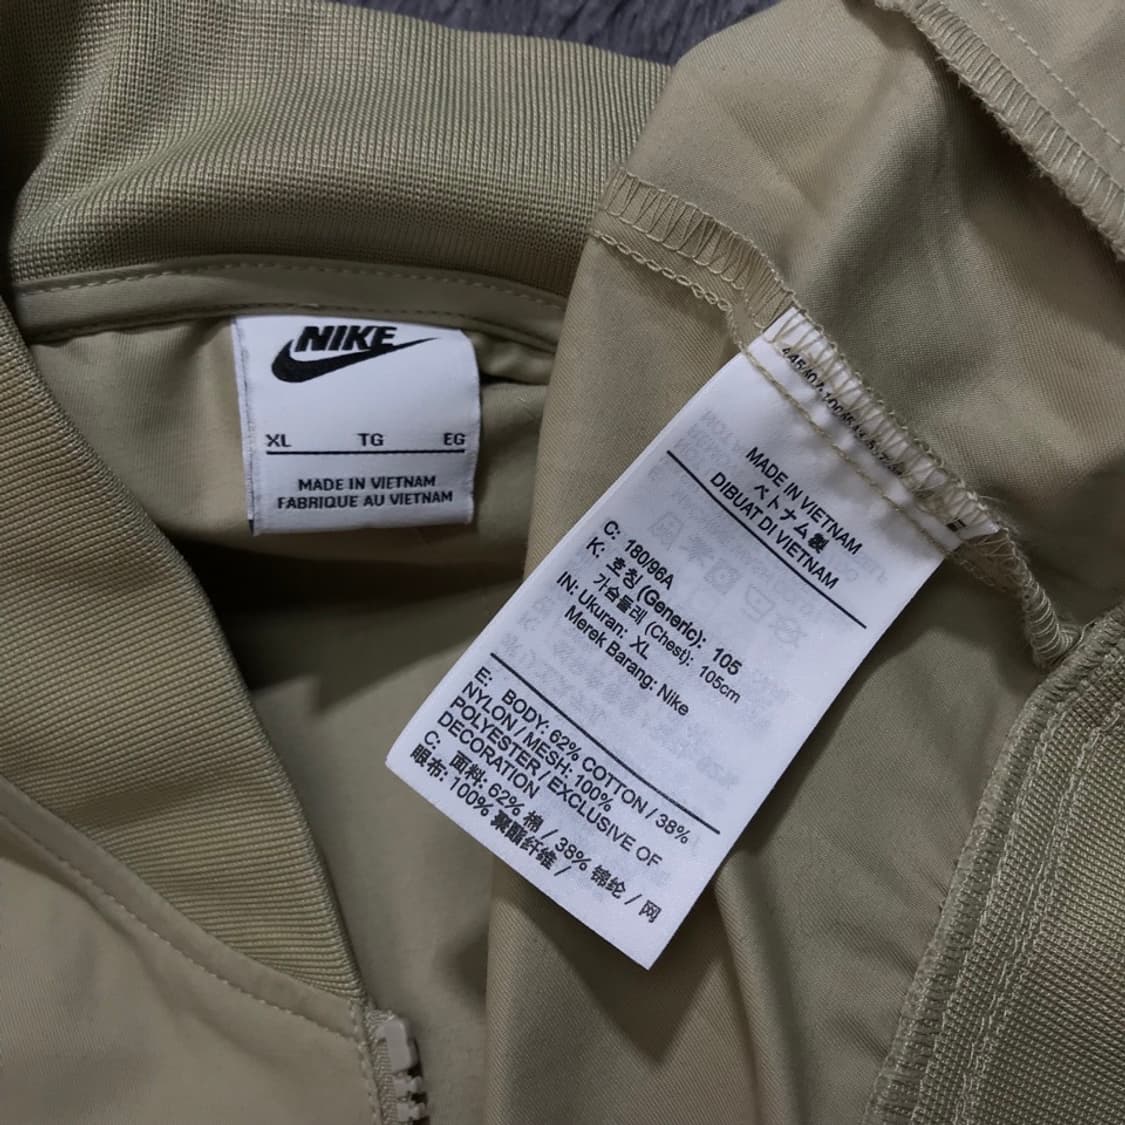 NIKE
XL TG EG
MADE IN VIETNAM
FABRIQUE AU VIETNAM
MADE IN VIETNAM
ベトナム製
DIBUAT DI VIETNAM
C: 180/96A
K: 호칭 (Generic): 105
가슴둘레 (Chest): 105cm
IN: Ukuran: XL
Merek Barang: Nike
E: BODY: 62% COTTON / 38%
NYLON / MESH: 100%
POLYESTER / EXCLUSIVE OF
DECORATION
C: 面料: 62% 棉 / 38% 锦纶 / 网
眼布: 100% 聚酯纤维 /